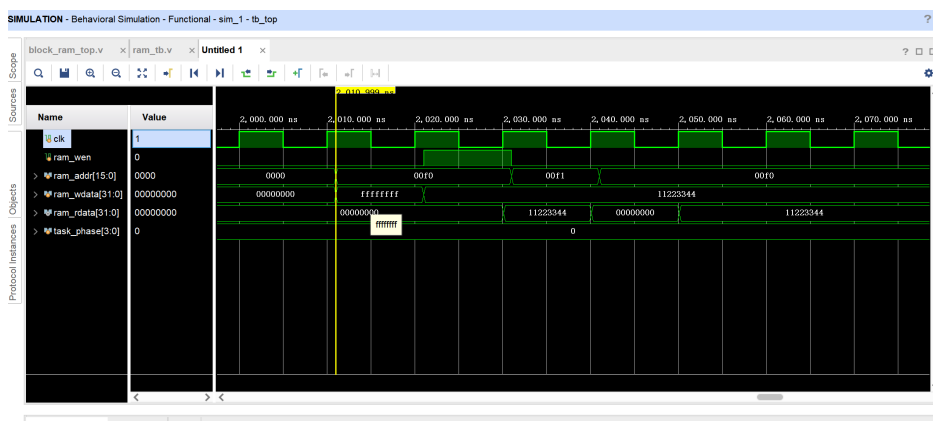 SIMULATION - Behavioral Simulation - Functional - sim_1 - tb_top ?
block_ram_top.v × ram_tb.v × Untitled 1 × ?
Scope
Sources
Objects
Protocol Instances
2,010.999 ns
Name Value 2,000.000 ns 2,010.000 ns 2,020.000 ns 2,030.000 ns 2,040.000 ns 2,050.000 ns 2,060.000 ns 2,070.000 ns
clk 1
ram_wen 0
ram_addr[15:0] 0000 0000 00f0 00f1 00f0
ram_wdata[31:0] 00000000 00000000 ffffffff 11223344
ram_rdata[31:0] 00000000 00000000 11223344 00000000 11223344
ffffffff
task_phase[3:0] 0 0